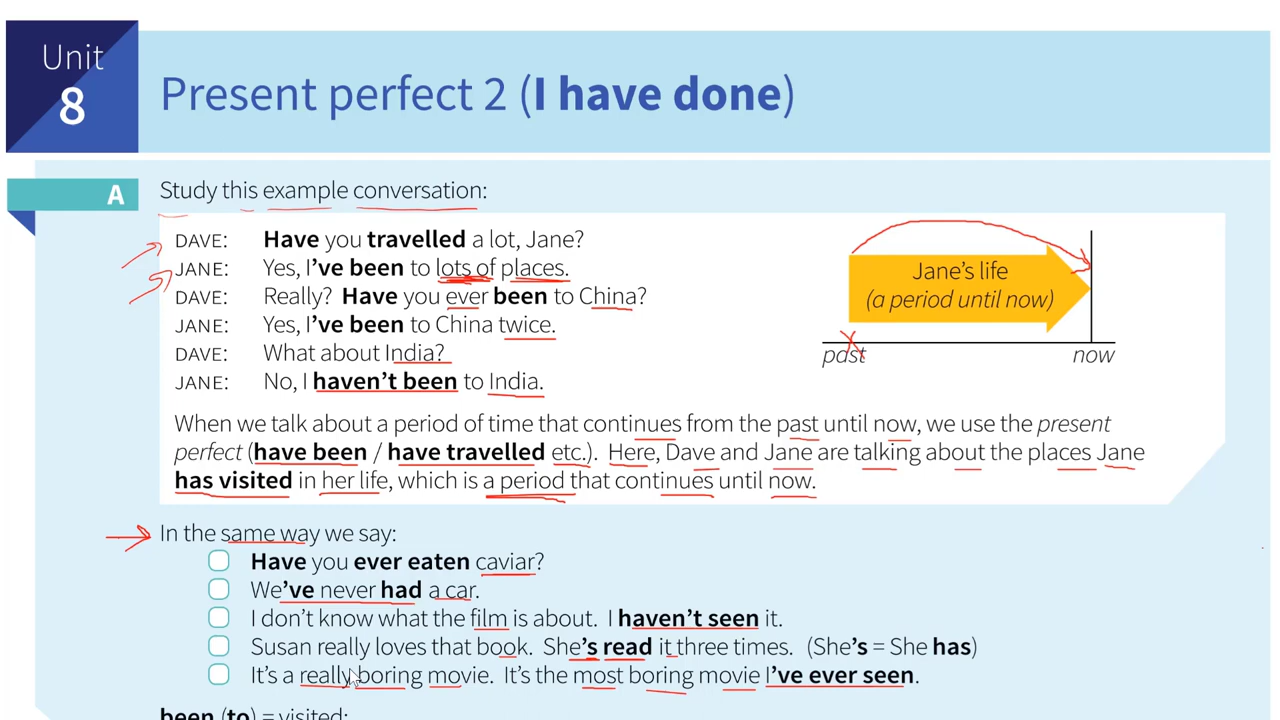 Unit
8
Present perfect 2 (I have done)
A
Study this example conversation:
DAVE: Have you travelled a lot, Jane?
JANE: Yes, I've been to lots of places.
DAVE: Really? Have you ever been to China?
JANE: Yes, I've been to China twice.
DAVE: What about India?
JANE: No, I haven't been to India.
Jane's life
(a period until now)
past
now
When we talk about a period of time that continues from the past until now, we use the present
perfect (have been / have travelled etc.). Here, Dave and Jane are talking about the places Jane
has visited in her life, which is a period that continues until now.
In the same way we say:
Have you ever eaten caviar?
We've never had a car.
I don't know what the film is about. I haven't seen it.
Susan really loves that book. She's read it three times. (She's = She has)
It's a really boring movie. It's the most boring movie I've ever seen.
been (to) = visited: